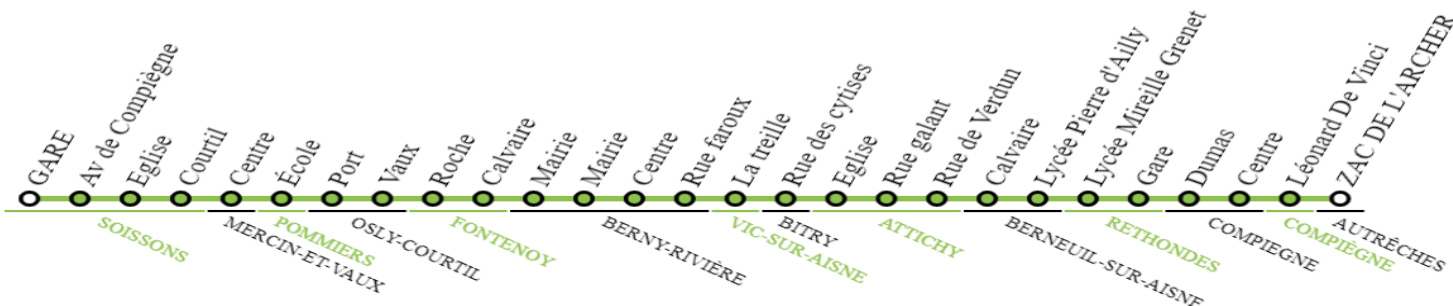 GARE
Av de Compiègne
Eglise
Courtil
Centre
École
Port
Vaux
Roche
Calvaire
Mairie
Mairie
Centre
Rue faroux
La treille
Rue des cytises
Eglise
Rue galant
Rue de Verdun
Calvaire
Lycée Pierre d'Ailly
Lycée Mireille Grenet
Gare
Dumas
Centre
Léonard De Vinci
ZAC DE L'ARCHER
SOISSONS
MERCIN-ET-VAUX
POMMIERS
OSLY-COURTIL
FONTENOY
BERNY-RIVIÈRE
VIC-SUR-AISNE
BITRY
ATTICHY
BERNEUIL-SUR-AISNE
RETHONDES
COMPIEGNE
COMPIÈGNE
AUTRÊCHES